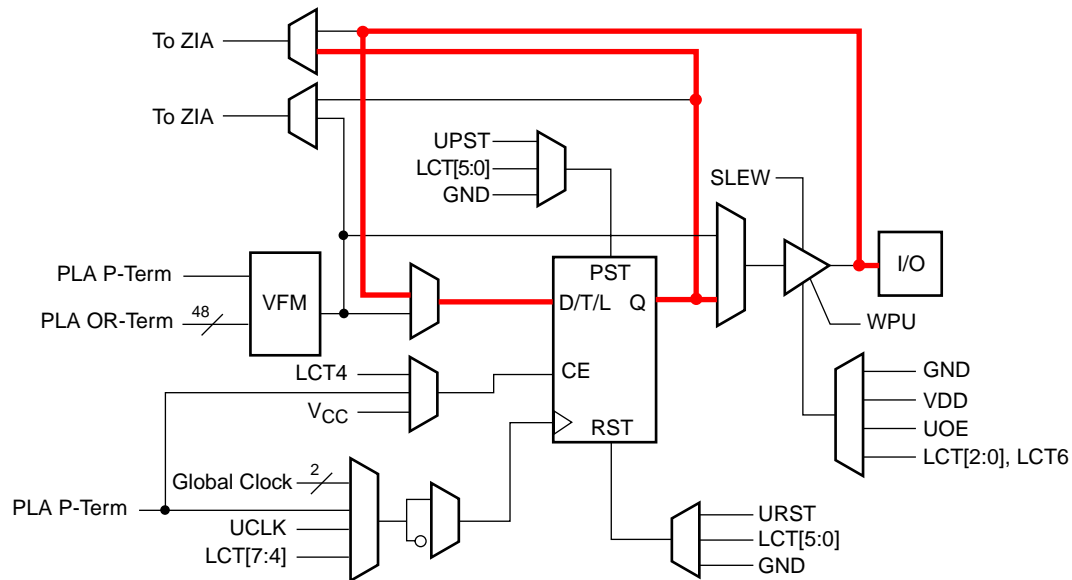 To ZIA
To ZIA
UPST
LCT[5:0]
GND
SLEW
PLA P-Term
VFM
PST
I/O
D/T/L
Q
PLA OR-Term
48
WPU
LCT4
CE
GND
VCC
VDD
RST
UOE
LCT[2:0], LCT6
Global Clock
2
PLA P-Term
UCLK
LCT[7:4]
URST
LCT[5:0]
GND